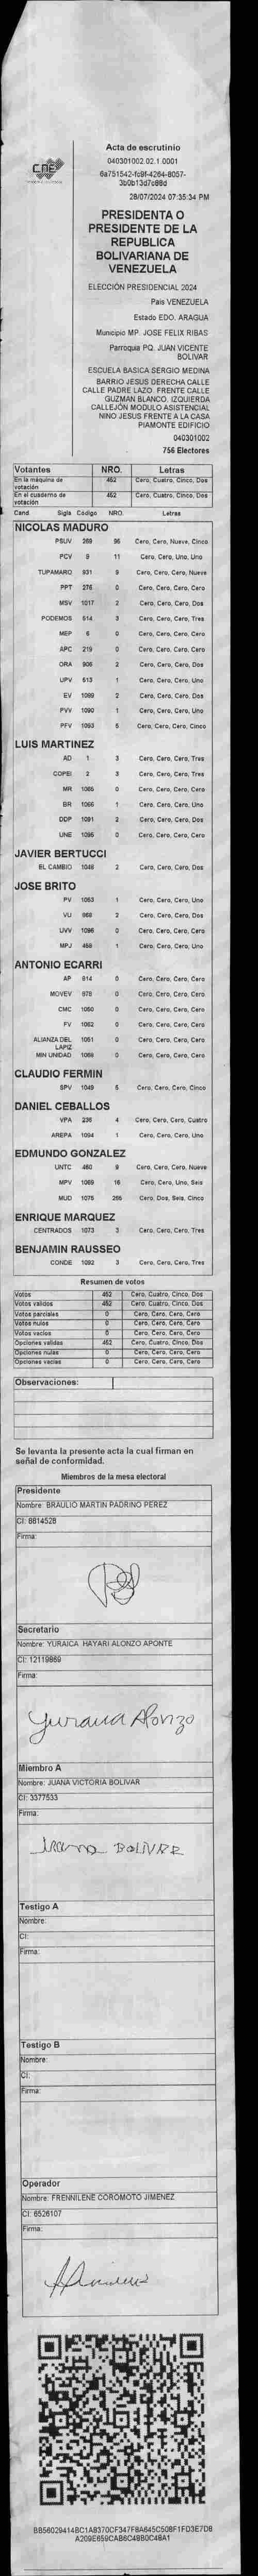 CNE
Acta de escrutinio
040301002.02.1.0001
6a751542-fc9f-4264-8057-
3b0b13d7c88d
28/07/2024 07:35:34 PM
PRESIDENTA O
PRESIDENTE DE LA
REPUBLICA
BOLIVARIANA DE
VENEZUELA
ELECCIÓN PRESIDENCIAL 2024
Pais VENEZUELA
Estado EDO. ARAGUA
Municipio MP. JOSE FELIX RIBAS
Parroquia PQ. JUAN VICENTE
BOLIVAR
ESCUELA BASICA SERGIO MEDINA
BARRIO JESUS DERECHA CALLE
CALLE PADRE LAZO. FRENTE CALLE
GUZMAN BLANCO. IZQUIERDA
CALLEJÓN MODULO ASISTENCIAL
NINO JESUS FRENTE A LA CASA
PIAMONTE EDIFICIO
040301002
756 Electores
Votantes NRO. Letras
En la máquina de votación 462 Cero, Cuatro, Cinco, Dos
En el cuaderno de votación 452 Cero, Cuatro, Cinco, Dos
Cand. Sigla Código NRO. Letras
NICOLAS MADURO
PSUV 269 95 Cero, Cero, Nueve, Cinco
PCV 9 11 Cero, Cero, Uno, Uno
TUPAMARO 931 9 Cero, Cero, Cero, Nueve
PPT 276 0 Cero, Cero, Cero, Cero
MSV 1017 2 Cero, Cero, Cero, Dos
PODEMOS 514 3 Cero, Cero, Cero, Tres
MEP 6 0 Cero, Cero, Cero, Cero
APC 219 0 Cero, Cero, Cero, Cero
ORA 906 2 Cero, Cero, Cero, Dos
UPV 613 1 Cero, Cero, Cero, Uno
EV 1089 2 Cero, Cero, Cero, Dos
PVV 1090 1 Cero, Cero, Cero, Uno
PFV 1093 5 Cero, Cero, Cero, Cinco
LUIS MARTINEZ
AD 1 3 Cero, Cero, Cero, Tres
COPEI 2 3 Cero, Cero, Cero, Tres
MR 1065 0 Cero, Cero, Cero, Cero
BR 1066 1 Cero, Cero, Cero, Uno
DDP 1091 2 Cero, Cero, Cero, Dos
UNE 1095 0 Cero, Cero, Cero, Cero
JAVIER BERTUCCI
EL CAMBIO 1048 2 Cero, Cero, Cero, Dos
JOSE BRITO
PV 1053 1 Cero, Cero, Cero, Uno
VU 868 2 Cero, Cero, Cero, Dos
UVV 1086 0 Cero, Cero, Cero, Cero
MPJ 458 1 Cero, Cero, Cero, Uno
ANTONIO ECARRI
AP 814 0 Cero, Cero, Cero, Cero
MOVEV 978 0 Cero, Cero, Cero, Cero
CMC 1050 0 Cero, Cero, Cero, Cero
FV 1052 0 Cero, Cero, Cero, Cero
ALIANZA DEL LAPIZ 1051 0 Cero, Cero, Cero, Cero
MIN UNIDAD 1069 0 Cero, Cero, Cero, Cero
CLAUDIO FERMIN
SPV 1049 5 Cero, Cero, Cero, Cinco
DANIEL CEBALLOS
VPA 236 4 Cero, Cero, Cero, Cuatro
AREPA 1094 1 Cero, Cero, Cero, Uno
EDMUNDO GONZALEZ
UNTC 460 9 Cero, Cero, Cero, Nueve
MPV 1069 16 Cero, Cero, Uno, Seis
MUD 1075 265 Cero, Dos, Seis, Cinco
ENRIQUE MARQUEZ
CENTRADOS 1073 3 Cero, Cero, Cero, Tres
BENJAMIN RAUSSEO
CONDE 1092 3 Cero, Cero, Cero, Tres
Resumen de votos
Votos 452 Cero, Cuatro, Cinco, Dos
Votos validos 452 Cero, Cuatro, Cinco, Dos
Votos parciales 0 Cero, Cero, Cero, Cero
Votos nulos 0 Cero, Cero, Cero, Cero
Votos vacios 0 Cero, Cero, Cero, Cero
Opciones validas 452 Cero, Cuatro, Cinco, Dos
Opciones nulas 0 Cero, Cero, Cero, Cero
Opciones vacias 0 Cero, Cero, Cero, Cero
Observaciones:
Se levanta la presente acta la cual firman en
señal de conformidad.
Miembros de la mesa electoral
Presidente
Nombre: BRAULIO MARTIN PADRINO PEREZ
CI: 8814528
Firma:
Secretario
Nombre: YURAICA HAYARI ALONZO APONTE
CI: 12119869
Firma:
Yuraica Alonzo
Miembro A
Nombre: JUANA VICTORIA BOLIVAR
CI: 3377533
Firma:
Juana BOLIVAR
Testigo A
Nombre:
CI:
Firma:
Testigo B
Nombre:
CI:
Firma:
Operador
Nombre: FRENNILENE COROMOTO JIMENEZ
CI: 6526107
Firma:
BB56029414BC1AB370CF347F8A645C508F1FD3E7D8
A209E659CAB6C48B0C48A1